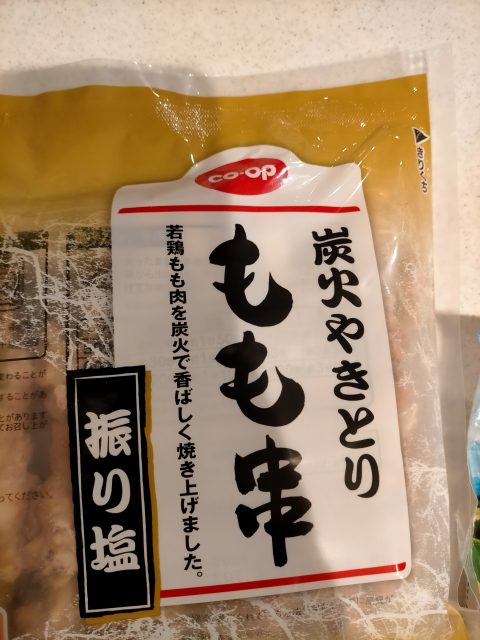 co-op
炭火やきとり
もも串
若鶏もも肉を炭火で香ばしく焼き上げました。
振り塩
きりくち